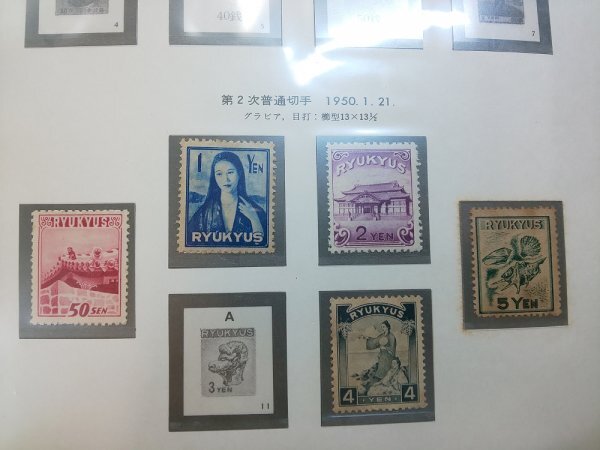 4
40銭
7
第2次普通切手 1950.1.21.
グラビア,目打:櫛型13×13½
1 YEN
RYUKYUS
RYUKYUS
2 YEN
RYUKYUS
50 SEN
RYUKYUS
5 YEN
A
RYUKYUS
3 YEN
11
RYUKYUS
4 YEN 4